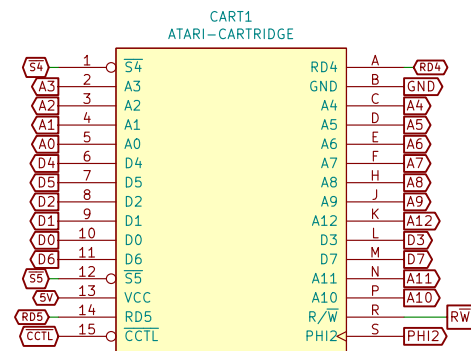 CART1
ATARI-CARTRIDGE
S4 1 S4 RD4 A RD4
A3 2 A3 GND B GND
A2 3 A2 A4 C A4
A1 4 A1 A5 D A5
A0 5 A0 A6 E A6
D4 6 D4 A7 F A7
D5 7 D5 A8 H A8
D2 8 D2 A9 J A9
D1 9 D1 A12 K A12
D0 10 D0 D3 L D3
D6 11 D6 D7 M D7
S5 12 S5 A11 N A11
5V 13 VCC A10 P A10
RD5 14 RD5 R/W R RW
CCTL 15 CCTL PHI2 S PHI2